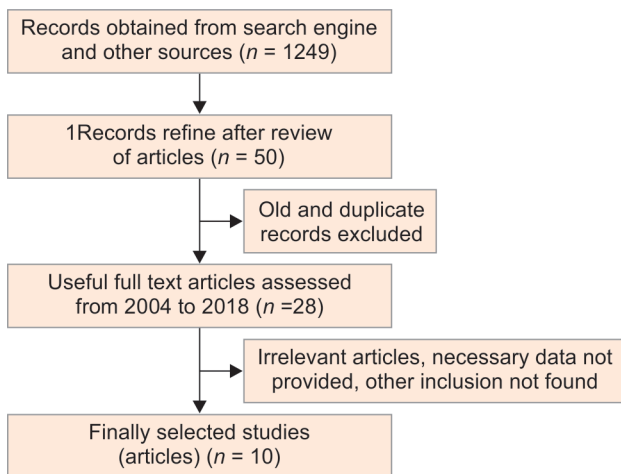 Records obtained from search engine
and other sources (n = 1249)
1Records refine after review
of articles (n = 50)
Old and duplicate
records excluded
Useful full text articles assessed
from 2004 to 2018 (n =28)
Irrelevant articles, necessary data not
provided, other inclusion not found
Finally selected studies
(articles) (n = 10)